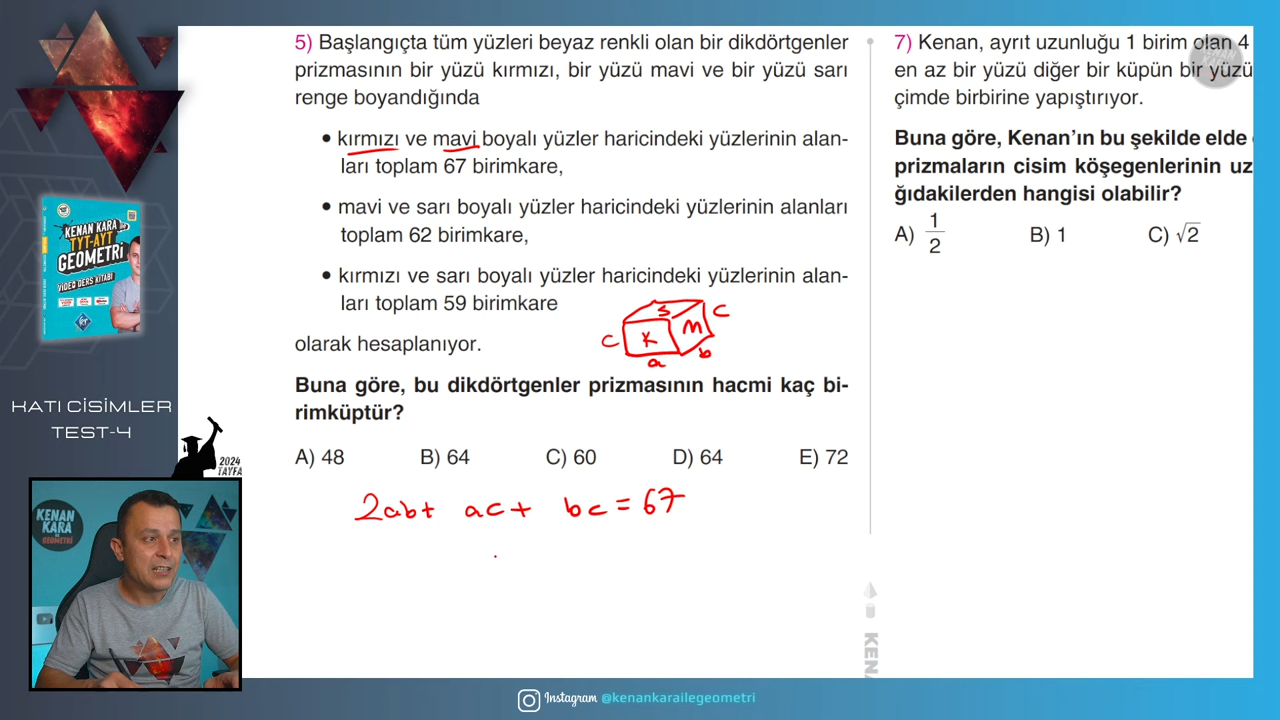 5) Başlangıçta tüm yüzleri beyaz renkli olan bir dikdörtgenler
prizmasının bir yüzü kırmızı, bir yüzü mavi ve bir yüzü sarı
renge boyandığında
• kırmızı ve mavi boyalı yüzler haricindeki yüzlerinin alan-
ları toplam 67 birimkare,
• mavi ve sarı boyalı yüzler haricindeki yüzlerinin alanları
toplam 62 birimkare,
• kırmızı ve sarı boyalı yüzler haricindeki yüzlerinin alan-
ları toplam 59 birimkare
olarak hesaplanıyor.
S
C
C
K
M
a
b
Buna göre, bu dikdörtgenler prizmasının hacmi kaç bi-
rimküptür?
A) 48 B) 64 C) 60 D) 64 E) 72
2ab+ ac+ bc = 67
7) Kenan, ayrıt uzunluğu 1 birim olan 4
en az bir yüzü diğer bir küpün bir yüzü
çimde birbirine yapıştırıyor.
Buna göre, Kenan'ın bu şekilde elde
prizmaların cisim köşegenlerinin uz
ğıdakilerden hangisi olabilir?
A) 1/2 B) 1 C) √2
KENA
KENAN KARA
TYT-AYT
GEOMETRİ
VİDEO DERS KİTABI
KATI CİSİMLER
TEST-4
2024
TAYFA
KENAN
KARA
GEOMETRİ
Instagram @kenankarailegeometri